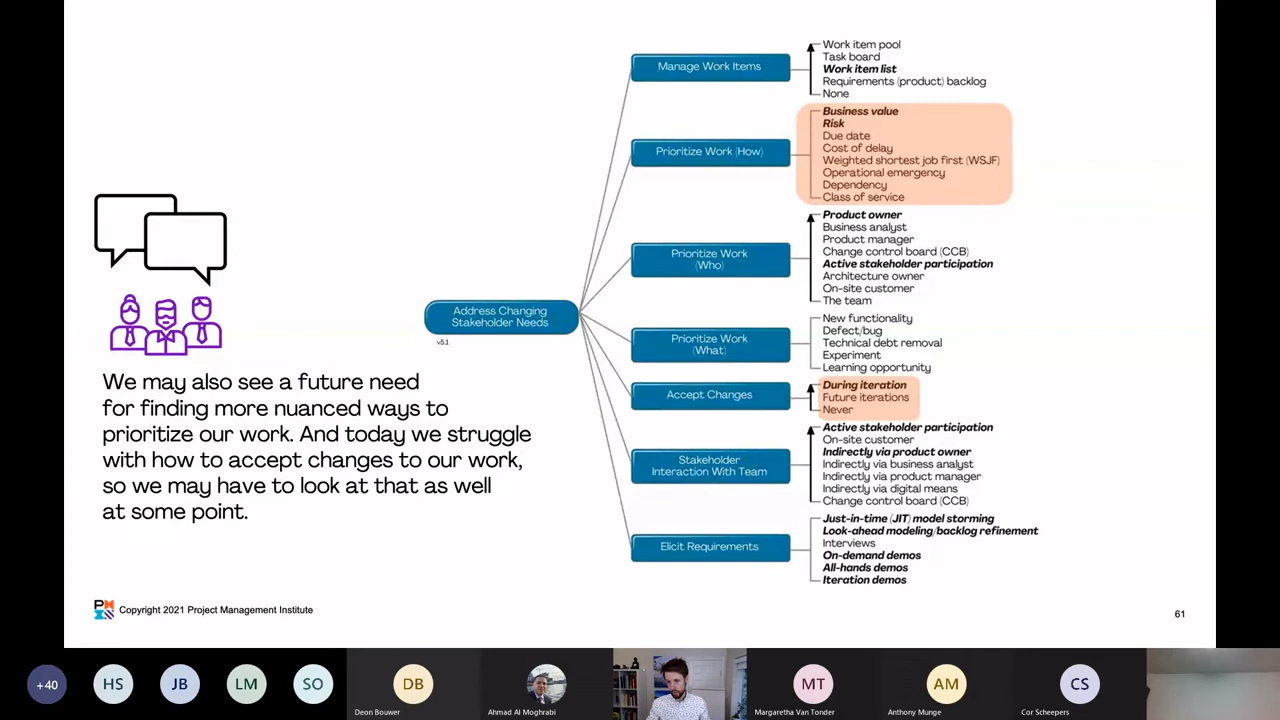 Manage Work Items
Work item pool
Task board
Work item list
Requirements (product) backlog
None
Prioritize Work (How)
Business value
Risk
Due date
Cost of delay
Weighted shortest job first (WSJF)
Operational emergency
Dependency
Class of service
Prioritize Work
(Who)
Product owner
Business analyst
Product manager
Change control board (CCB)
Active stakeholder participation
Architecture owner
On-site customer
The team
Address Changing
Stakeholder Needs
v5.1
Prioritize Work
(What)
New functionality
Defect/bug
Technical debt removal
Experiment
Learning opportunity
Accept Changes
During iteration
Future iterations
Never
Stakeholder
Interaction With Team
Active stakeholder participation
On-site customer
Indirectly via product owner
Indirectly via business analyst
Indirectly via product manager
Indirectly via digital means
Change control board (CCB)
Elicit Requirements
Just-in-time (JIT) model storming
Look-ahead modeling/backlog refinement
Interviews
On-demand demos
All-hands demos
Iteration demos
We may also see a future need
for finding more nuanced ways to
prioritize our work. And today we struggle
with how to accept changes to our work,
so we may have to look at that as well
at some point.
Copyright 2021 Project Management Institute
61
+40
HS
JB
LM
SO
DB
Deon Bouwer
Ahmad Al Moghrabi
MT
Margaretha Van Tonder
AM
Anthony Munge
CS
Cor Scheepers